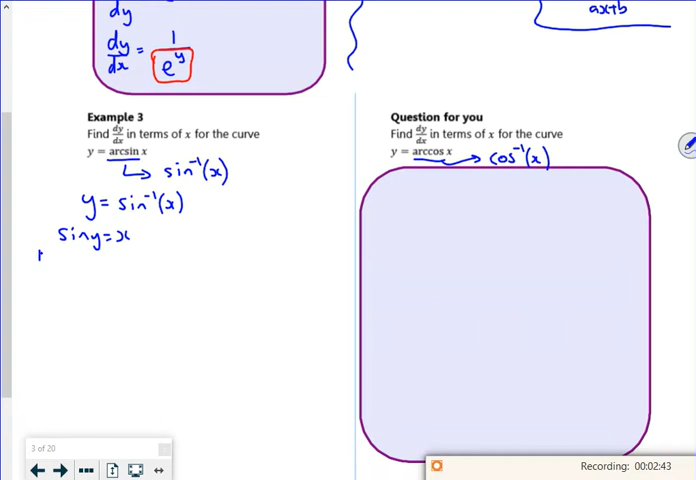 dy
dy/dx = 1/e^y
ax+b
Example 3
Find dy/dx in terms of x for the curve
y = arcsin x
↳ sin⁻¹(x)
y = sin⁻¹(x)
sin y = x
Question for you
Find dy/dx in terms of x for the curve
y = arccos x → cos⁻¹(x)
3 of 20
Recording: 00:02:43